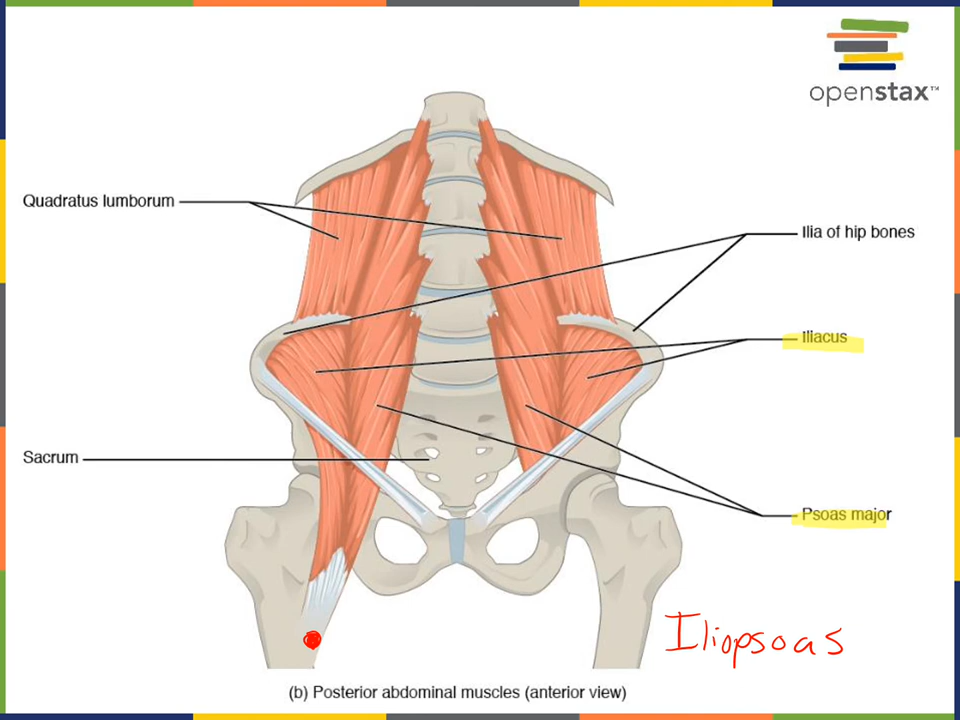 openstax™
Quadratus lumborum
Ilia of hip bones
Iliacus
Sacrum
Psoas major
Iliopsoas
(b) Posterior abdominal muscles (anterior view)